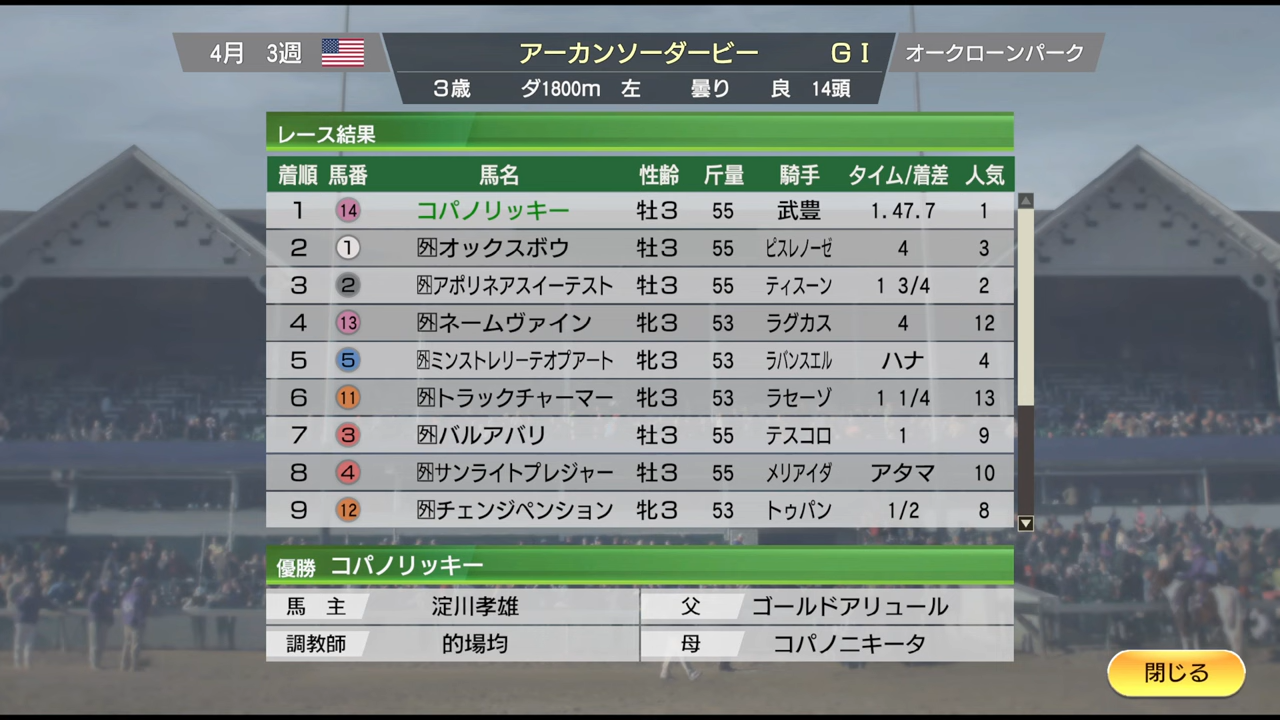 4月 3週 アーカンソーダービー GI オークローンパーク
3歳 ダ1800m 左 曇り 良 14頭
レース結果
着順 馬番 馬名 性齢 斤量 騎手 タイム/着差 人気
1 14 コパノリッキー 牡3 55 武豊 1.47.7 1
2 1 外オックスボウ 牡3 55 ピスレノーゼ 4 3
3 2 外アポリネアスイーテスト 牡3 55 ティスーン 1 3/4 2
4 13 外ネームヴァイン 牝3 53 ラグカス 4 12
5 5 外ミンストレリーテオプアート 牝3 53 ラパンスエル ハナ 4
6 11 外トラックチャーマー 牝3 53 ラセーゾ 1 1/4 13
7 3 外バルアバリ 牡3 55 テスコロ 1 9
8 4 外サンライトプレジャー 牡3 55 メリアイダ アタマ 10
9 12 外チェンジペンション 牝3 53 トゥパン 1/2 8
優勝 コパノリッキー
馬主 淀川孝雄 父 ゴールドアリュール
調教師 的場均 母 コパノニキータ
閉じる